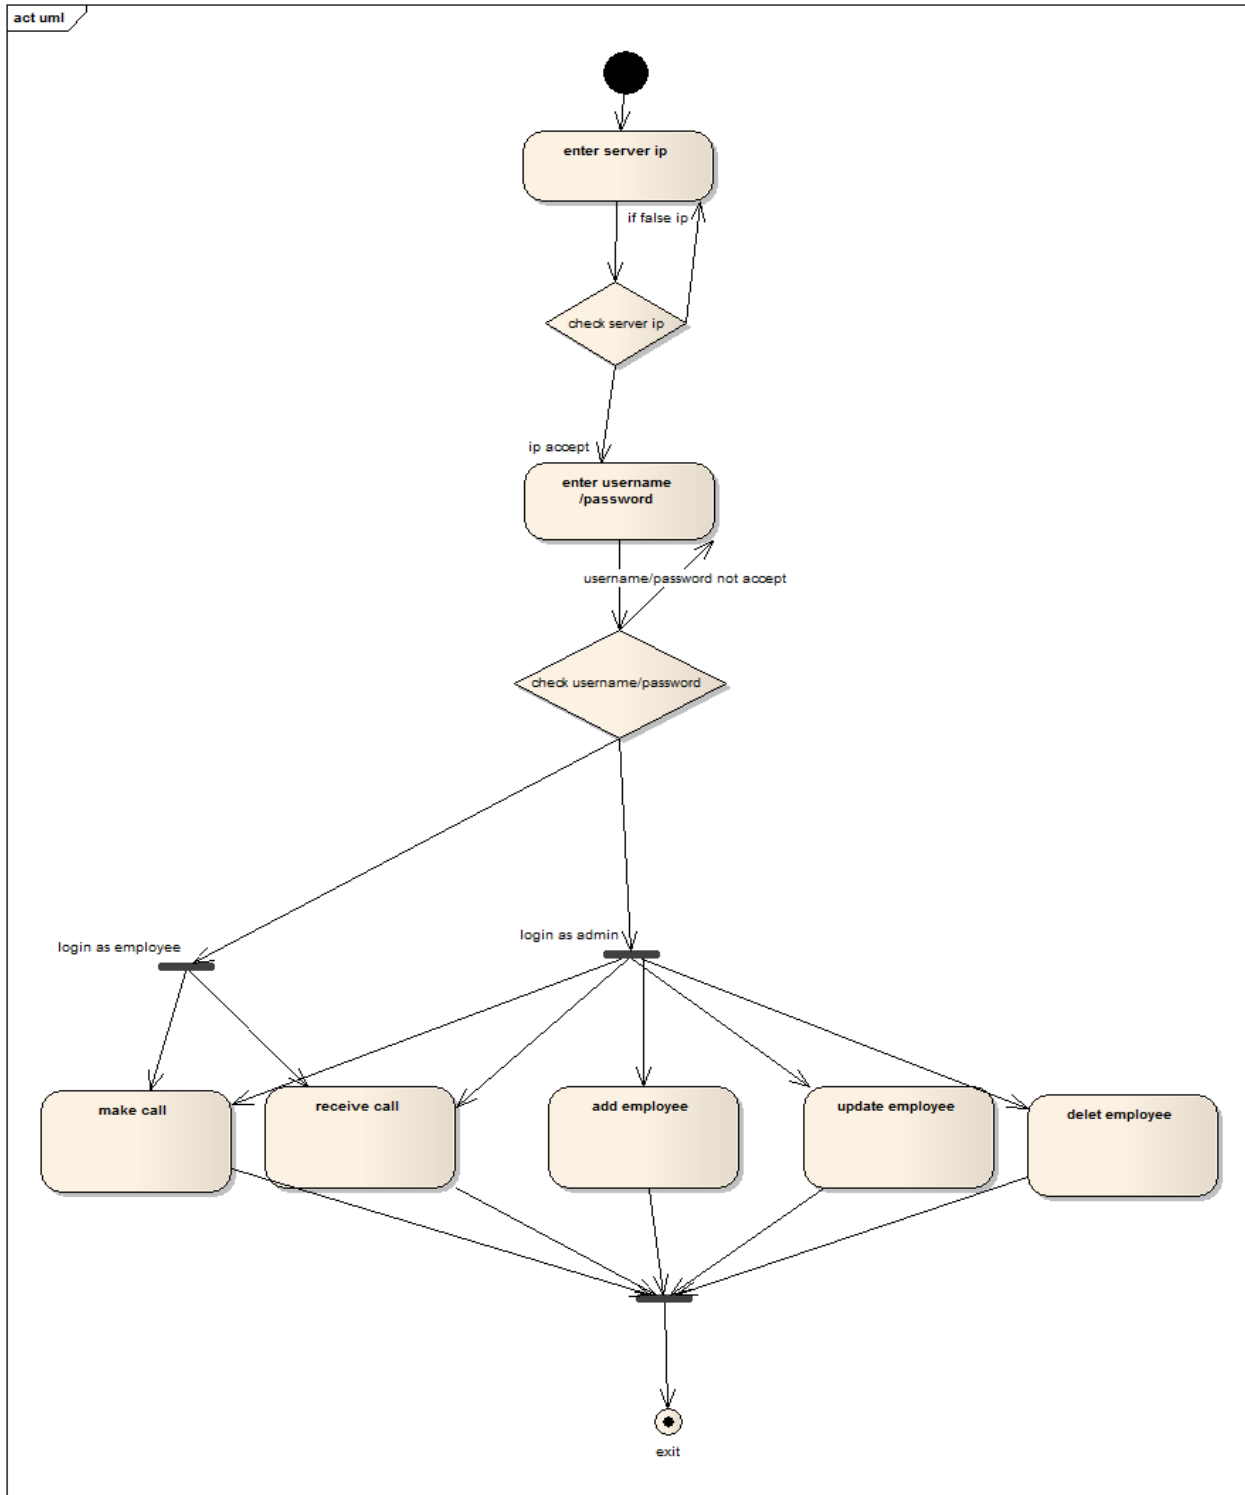 act uml
enter server ip
if false ip
check server ip
ip accept
enter username
/password
username/password not accept
check username/password
login as employee
login as admin
make call
receive call
add employee
update employee
delet employee
exit